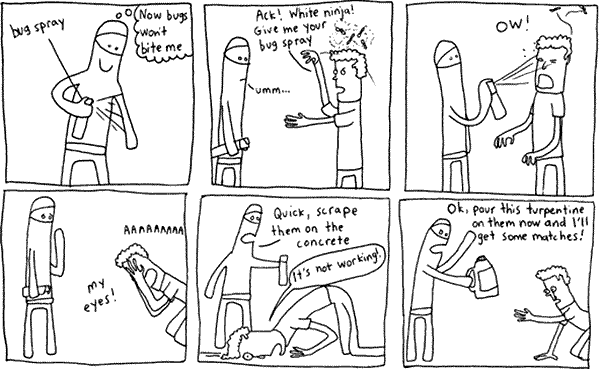 bug spray
Now bugs
won't
bite me
Ack! White ninja!
Give me your
bug spray
umm...
OW!
AAAAAAAAA
my
eyes!
Quick, scrape
them on the
concrete
It's not working!
Ok, pour this turpentine
on them now and I'll
get some matches!